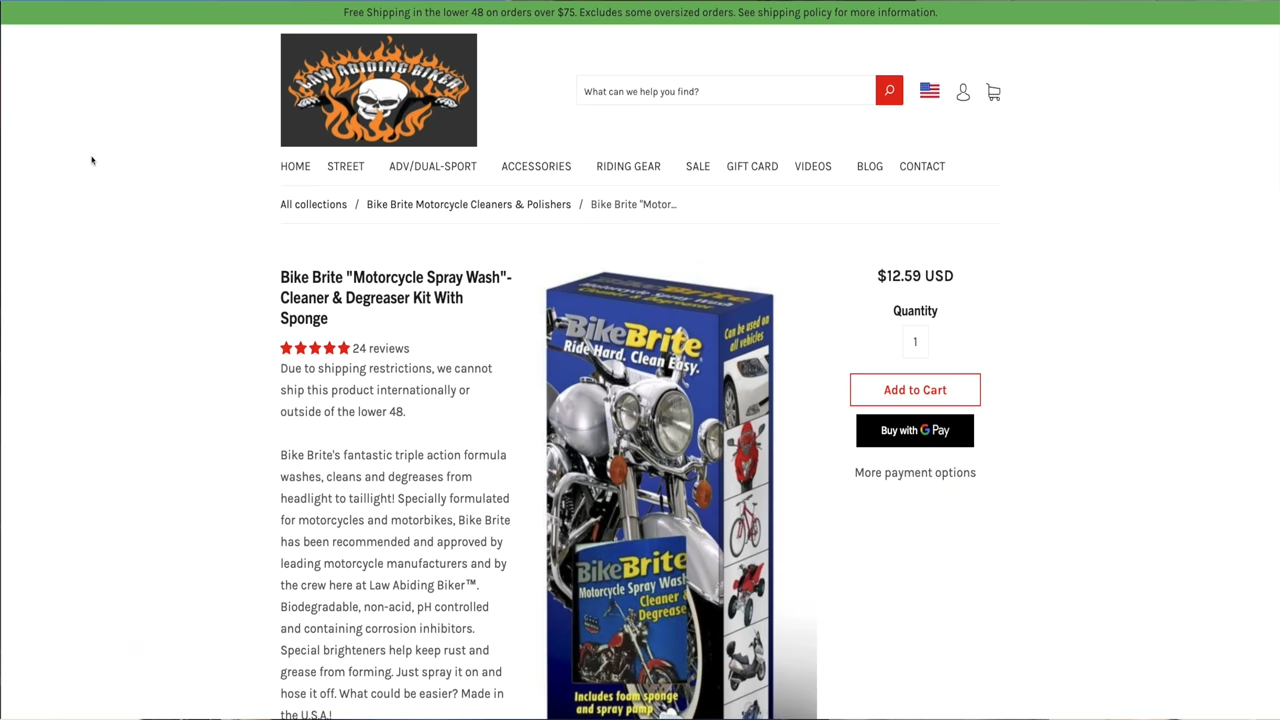 Free Shipping in the lower 48 on orders over $75. Excludes some oversized orders. See shipping policy for more information.
LAW ABIDING BIKER
What can we help you find?
HOME STREET ADV/DUAL-SPORT ACCESSORIES RIDING GEAR SALE GIFT CARD VIDEOS BLOG CONTACT
All collections / Bike Brite Motorcycle Cleaners & Polishers / Bike Brite "Motor...
Bike Brite "Motorcycle Spray Wash"-
Cleaner & Degreaser Kit With
Sponge
24 reviews
Due to shipping restrictions, we cannot
ship this product internationally or
outside of the lower 48.
Bike Brite's fantastic triple action formula
washes, cleans and degreases from
headlight to taillight! Specially formulated
for motorcycles and motorbikes, Bike Brite
has been recommended and approved by
leading motorcycle manufacturers and by
the crew here at Law Abiding Biker™.
Biodegradable, non-acid, pH controlled
and containing corrosion inhibitors.
Special brighteners help keep rust and
grease from forming. Just spray it on and
hose it off. What could be easier? Made in
the U.S.A.!
Bike Brite
Motorcycle Spray Wash
Cleaner & Degreaser
BikeBrite
Ride Hard. Clean Easy.
Can be used on
all vehicles
BikeBrite
Motorcycle Spray Wash
Cleaner &
Degrease
Includes foam sponge
and spray pump
$12.59 USD
Quantity
1
Add to Cart
Buy with G Pay
More payment options